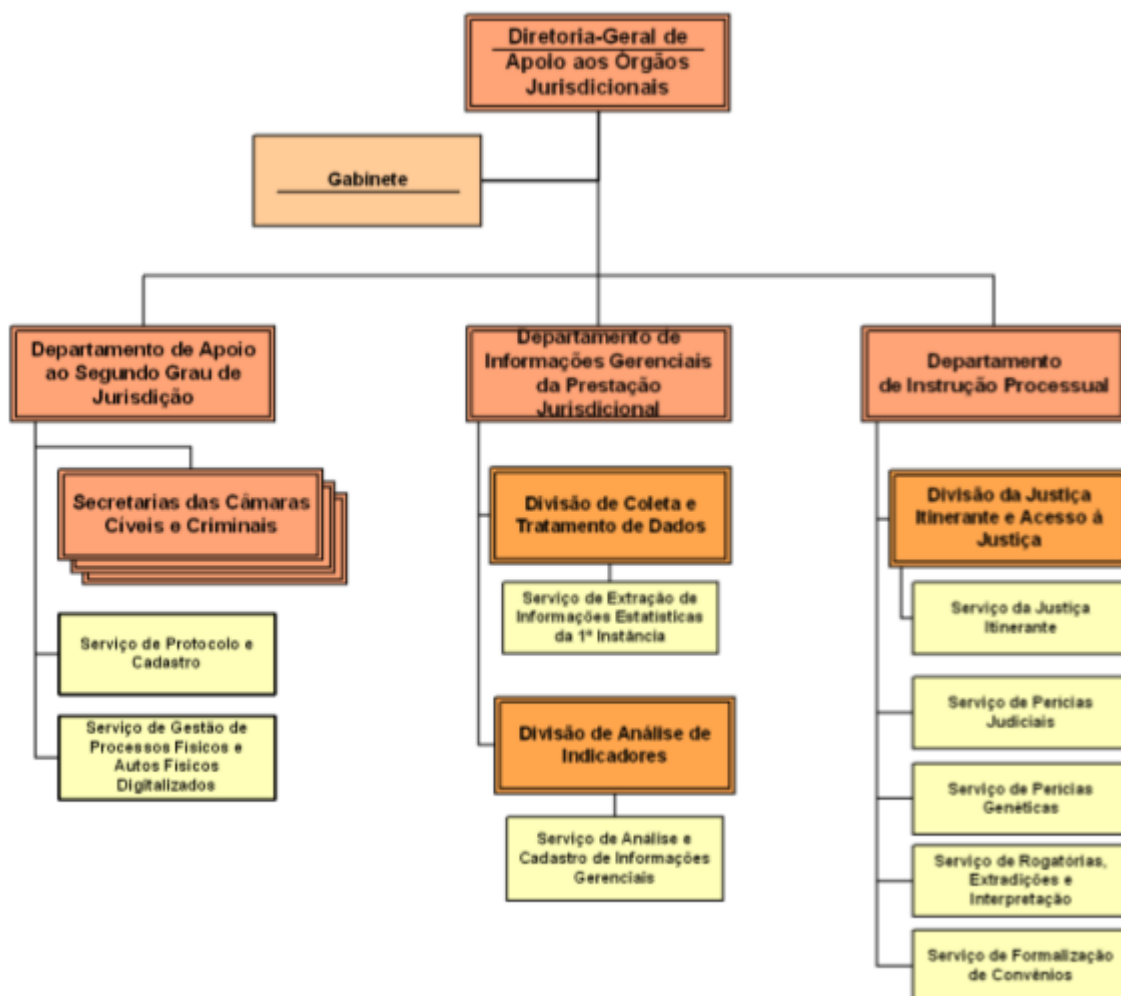 Diretoria-Geral de
Apoio aos Órgãos
Jurisdicionais
Gabinete
Departamento de Apoio
ao Segundo Grau de
Jurisdição
Secretarias das Câmaras
Cíveis e Criminais
Serviço de Protocolo e
Cadastro
Serviço de Gestão de
Processos Físicos e
Autos Físicos
Digitalizados
Departamento de
Informações Gerenciais
da Prestação
Jurisdicional
Divisão de Coleta e
Tratamento de Dados
Serviço de Extração de
Informações Estatísticas
da 1ª Instância
Divisão de Análise de
Indicadores
Serviço de Análise e
Cadastro de Informações
Gerenciais
Departamento
de Instrução Processual
Divisão da Justiça
Itinerante e Acesso à
Justiça
Serviço da Justiça
Itinerante
Serviço de Perícias
Judiciais
Serviço de Perícias
Genéticas
Serviço de Rogatórias,
Extradições e
Interpretação
Serviço de Formalização
de Convênios